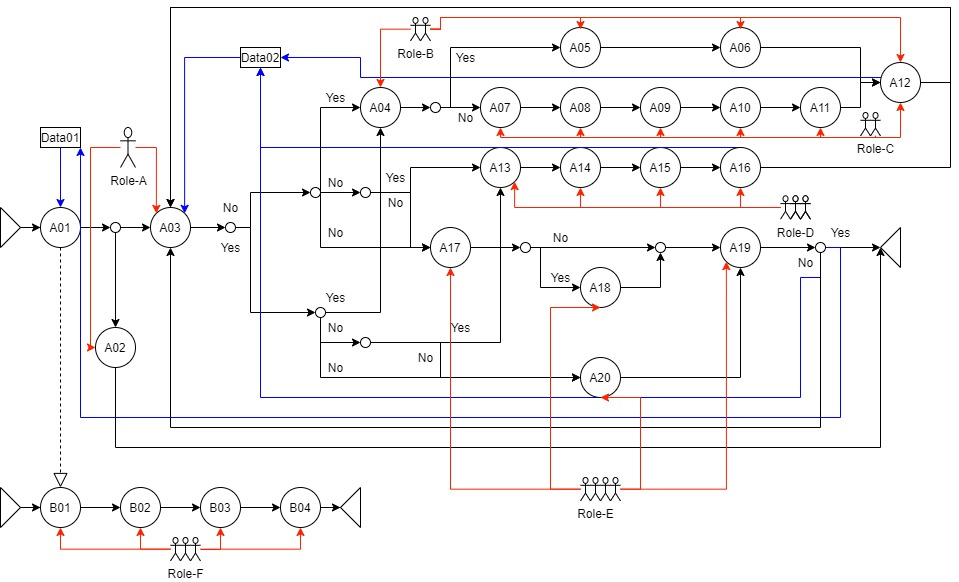 Role-B
Yes
A05
A06
Data02
A12
Yes
A04
No
A07
A08
A09
A10
A11
Data01
Role-C
Role-A
A13
A14
A15
A16
No
Yes
No
Role-D
A01
A03
No
Yes
No
A17
No
A19
Yes
No
Yes
A18
Yes
No
Yes
A02
No
No
A20
Role-E
B01
B02
B03
B04
Role-F